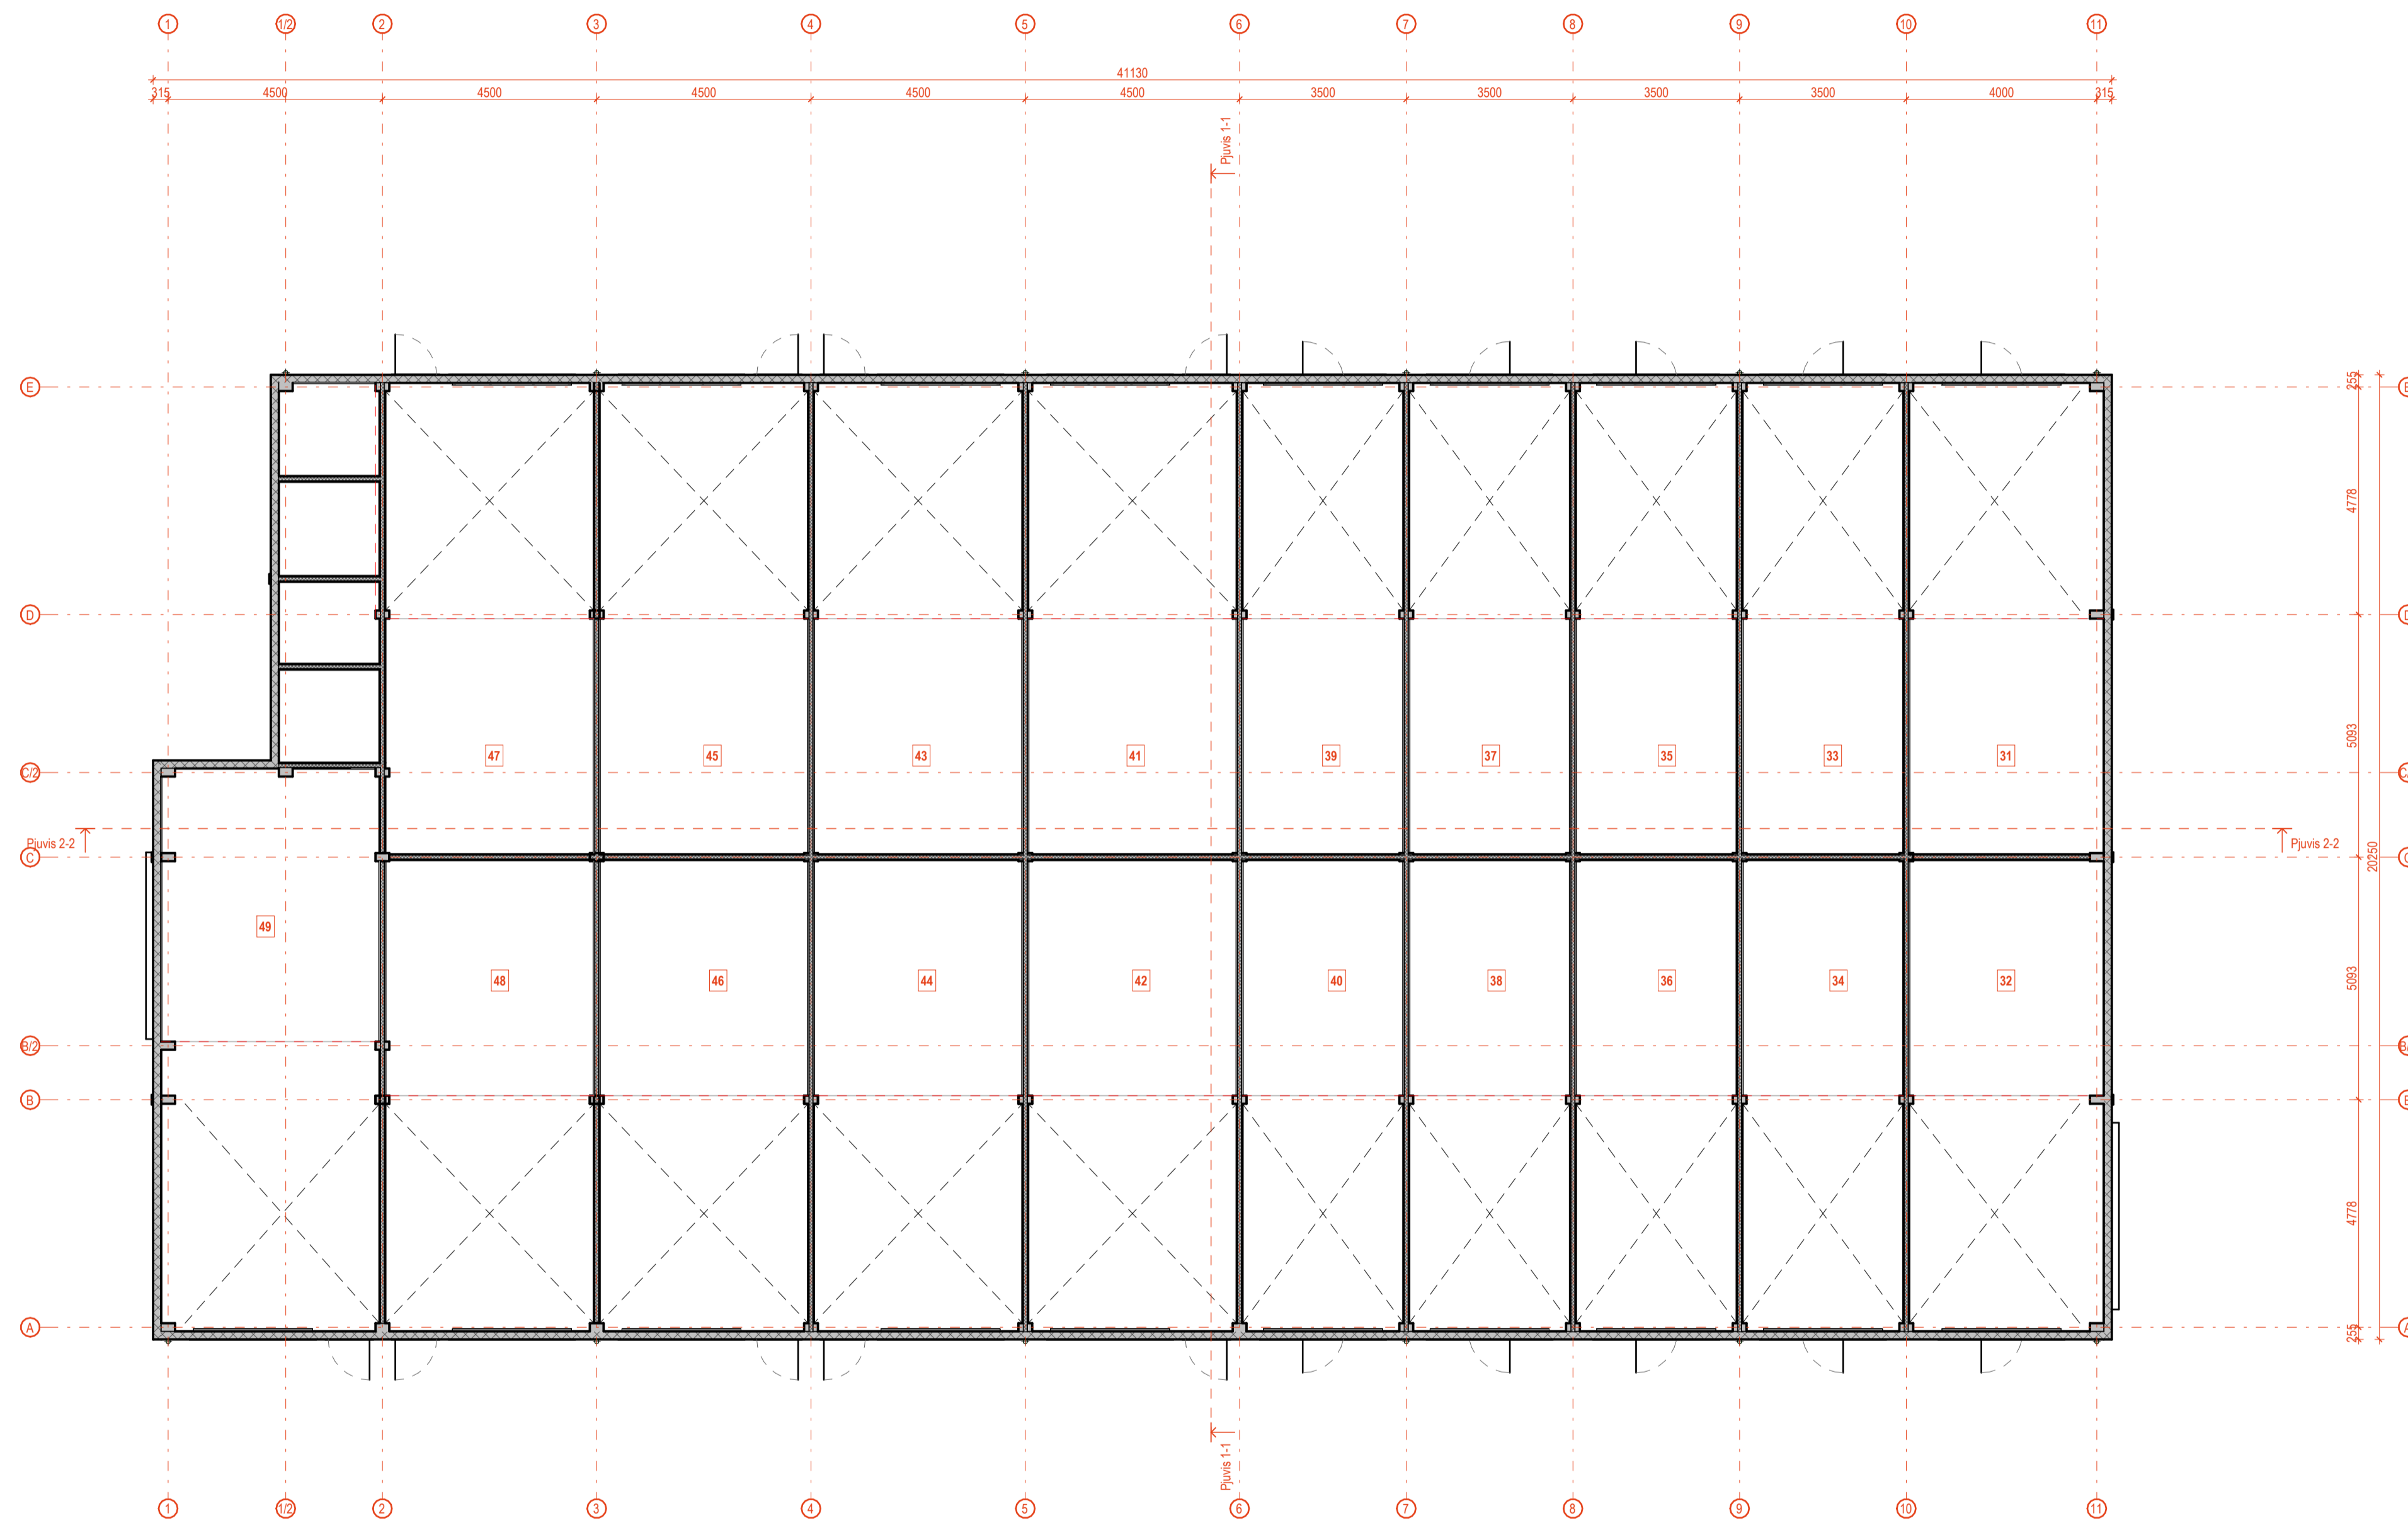 1 1/2 2 3 4 5 6 7 8 9 10 11
41130
315 4500 4500 4500 4500 4500 3500 3500 3500 3500 4000 315
Pjuvis 1-1
E
255
4778
D
47 45 43 41 39 37 35 33 31
5093
C/2
Pjuvis 2-2 Pjuvis 2-2
C
20250
49
48 46 44 42 40 38 36 34 32
5093
B/2
B
4778
A
255
Pjuvis 1-1
1 1/2 2 3 4 5 6 7 8 9 10 11